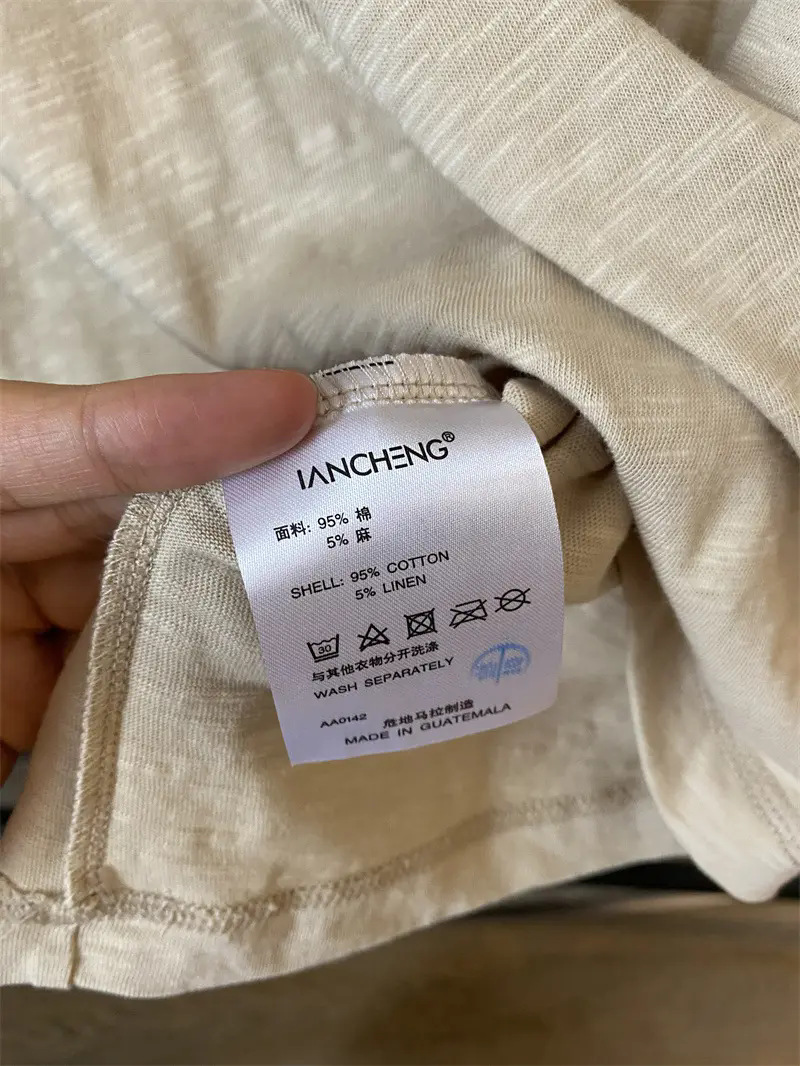 IANCHENG®
面料: 95% 棉
5% 麻
SHELL: 95% COTTON
5% LINEN
30
与其他衣物分开洗涤
WASH SEPARATELY
AA0142 危地马拉制造
MADE IN GUATEMALA